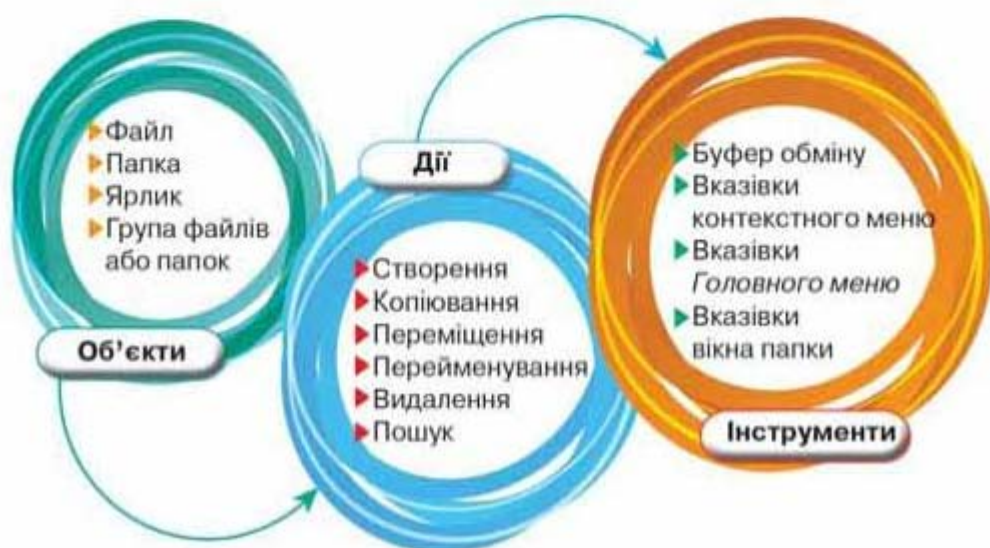 Файл
Папка
Ярлик
Група файлів
або папок
Об’єкти
Дії
Створення
Копіювання
Переміщення
Перейменування
Видалення
Пошук
Буфер обміну
Вказівки
контекстного меню
Вказівки
Головного меню
Вказівки
вікна папки
Інструменти